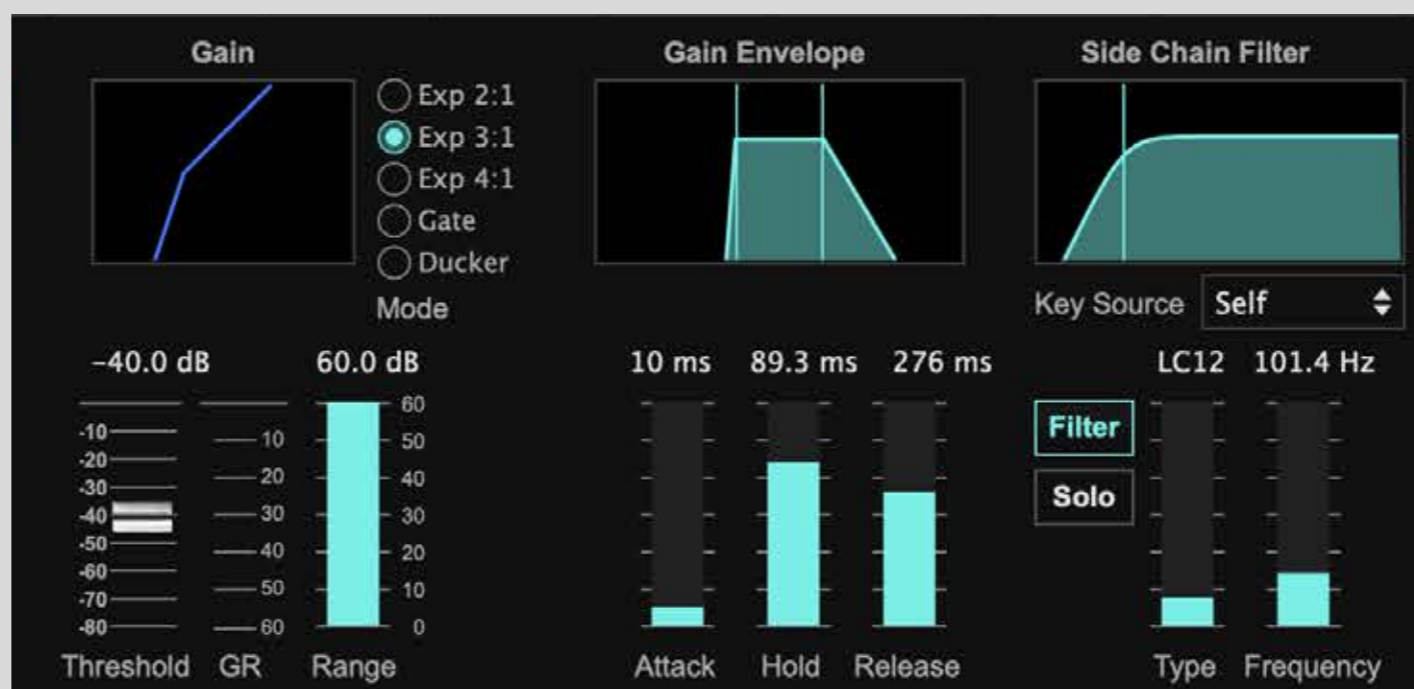 Gain
Exp 2:1
Exp 3:1
Exp 4:1
Gate
Ducker
Mode
Gain Envelope
Side Chain Filter
Key Source Self
−40.0 dB 60.0 dB
-10
-20
-30
-40
-50
-60
-70
-80
10
20
30
40
50
60
60
50
40
30
20
10
0
Threshold GR Range
10 ms 89.3 ms 276 ms
Attack Hold Release
LC12 101.4 Hz
Filter
Solo
Type Frequency